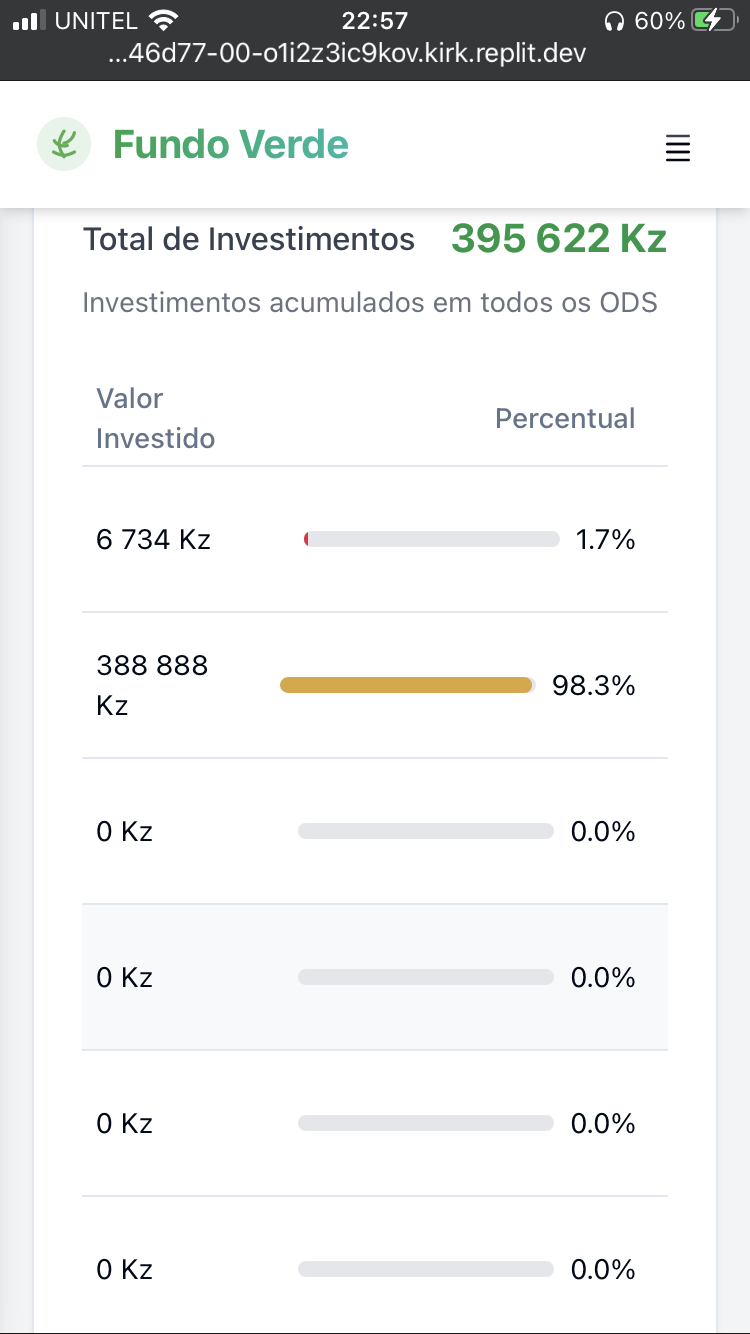 UNITEL 22:57 60%
...46d77-00-o1i2z3ic9kov.kirk.replit.dev
Fundo Verde
Total de Investimentos 395 622 Kz
Investimentos acumulados em todos os ODS
Valor
Investido
Percentual
6 734 Kz 1.7%
388 888
Kz
98.3%
0 Kz 0.0%
0 Kz 0.0%
0 Kz 0.0%
0 Kz 0.0%